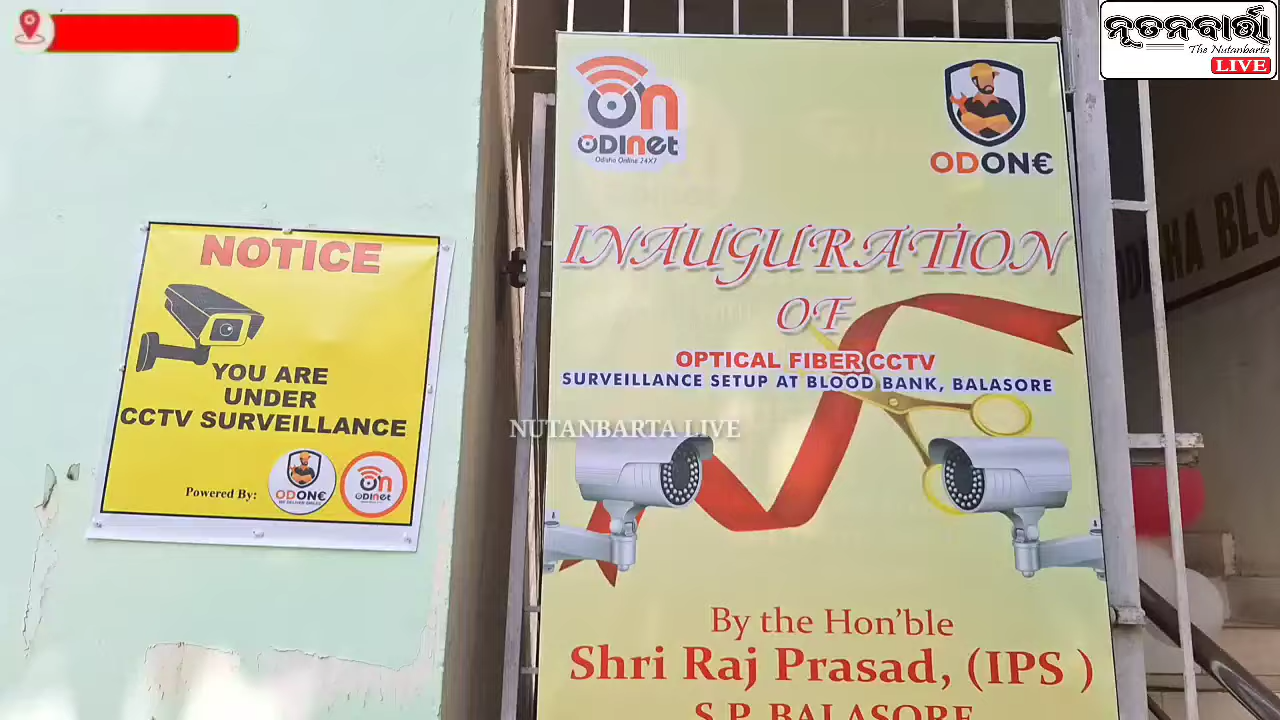 ନୂତନବାର୍ତ୍ତା
The Nutanbarta
LIVE
ON
ODINET
Odisha Online 24X7
ODON€
INAUGURATION
OF
OPTICAL FIBER CCTV
SURVEILLANCE SETUP AT BLOOD BANK, BALASORE
By the Hon'ble
Shri Raj Prasad, (IPS )
S.P. BALASORE
NOTICE
YOU ARE
UNDER
CCTV SURVEILLANCE
Powered By:
ODON€
ON
ODINET
NUTANBARTA LIVE
ODISHA BLO